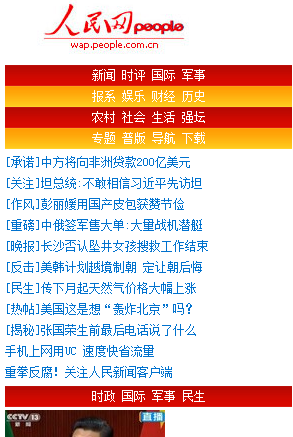 人民网 people
wap.people.com.cn
新闻 时评 国际 军事
报系 娱乐 财经 历史
农村 社会 生活 强坛
专题 普版 导航 下载
[承诺]中方将向非洲贷款200亿美元
[关注]坦总统:不敢相信习近平先访坦
[作风]彭丽媛用国产皮包获赞节俭
[重磅]中俄签军售大单:大量战机潜艇
[晚报]长沙否认坠井女孩搜救工作结束
[反击]美韩计划越境制朝 定让朝后悔
[民生]传下月起天然气价格大幅上涨
[热帖]美国这是想“轰炸北京”吗？
[揭秘]张国荣生前最后电话说了什么
手机上网用UC 速度快省流量
重拳反腐！关注人民新闻客户端
时政 国际 军事 民生
CCTV 13 直播
新闻